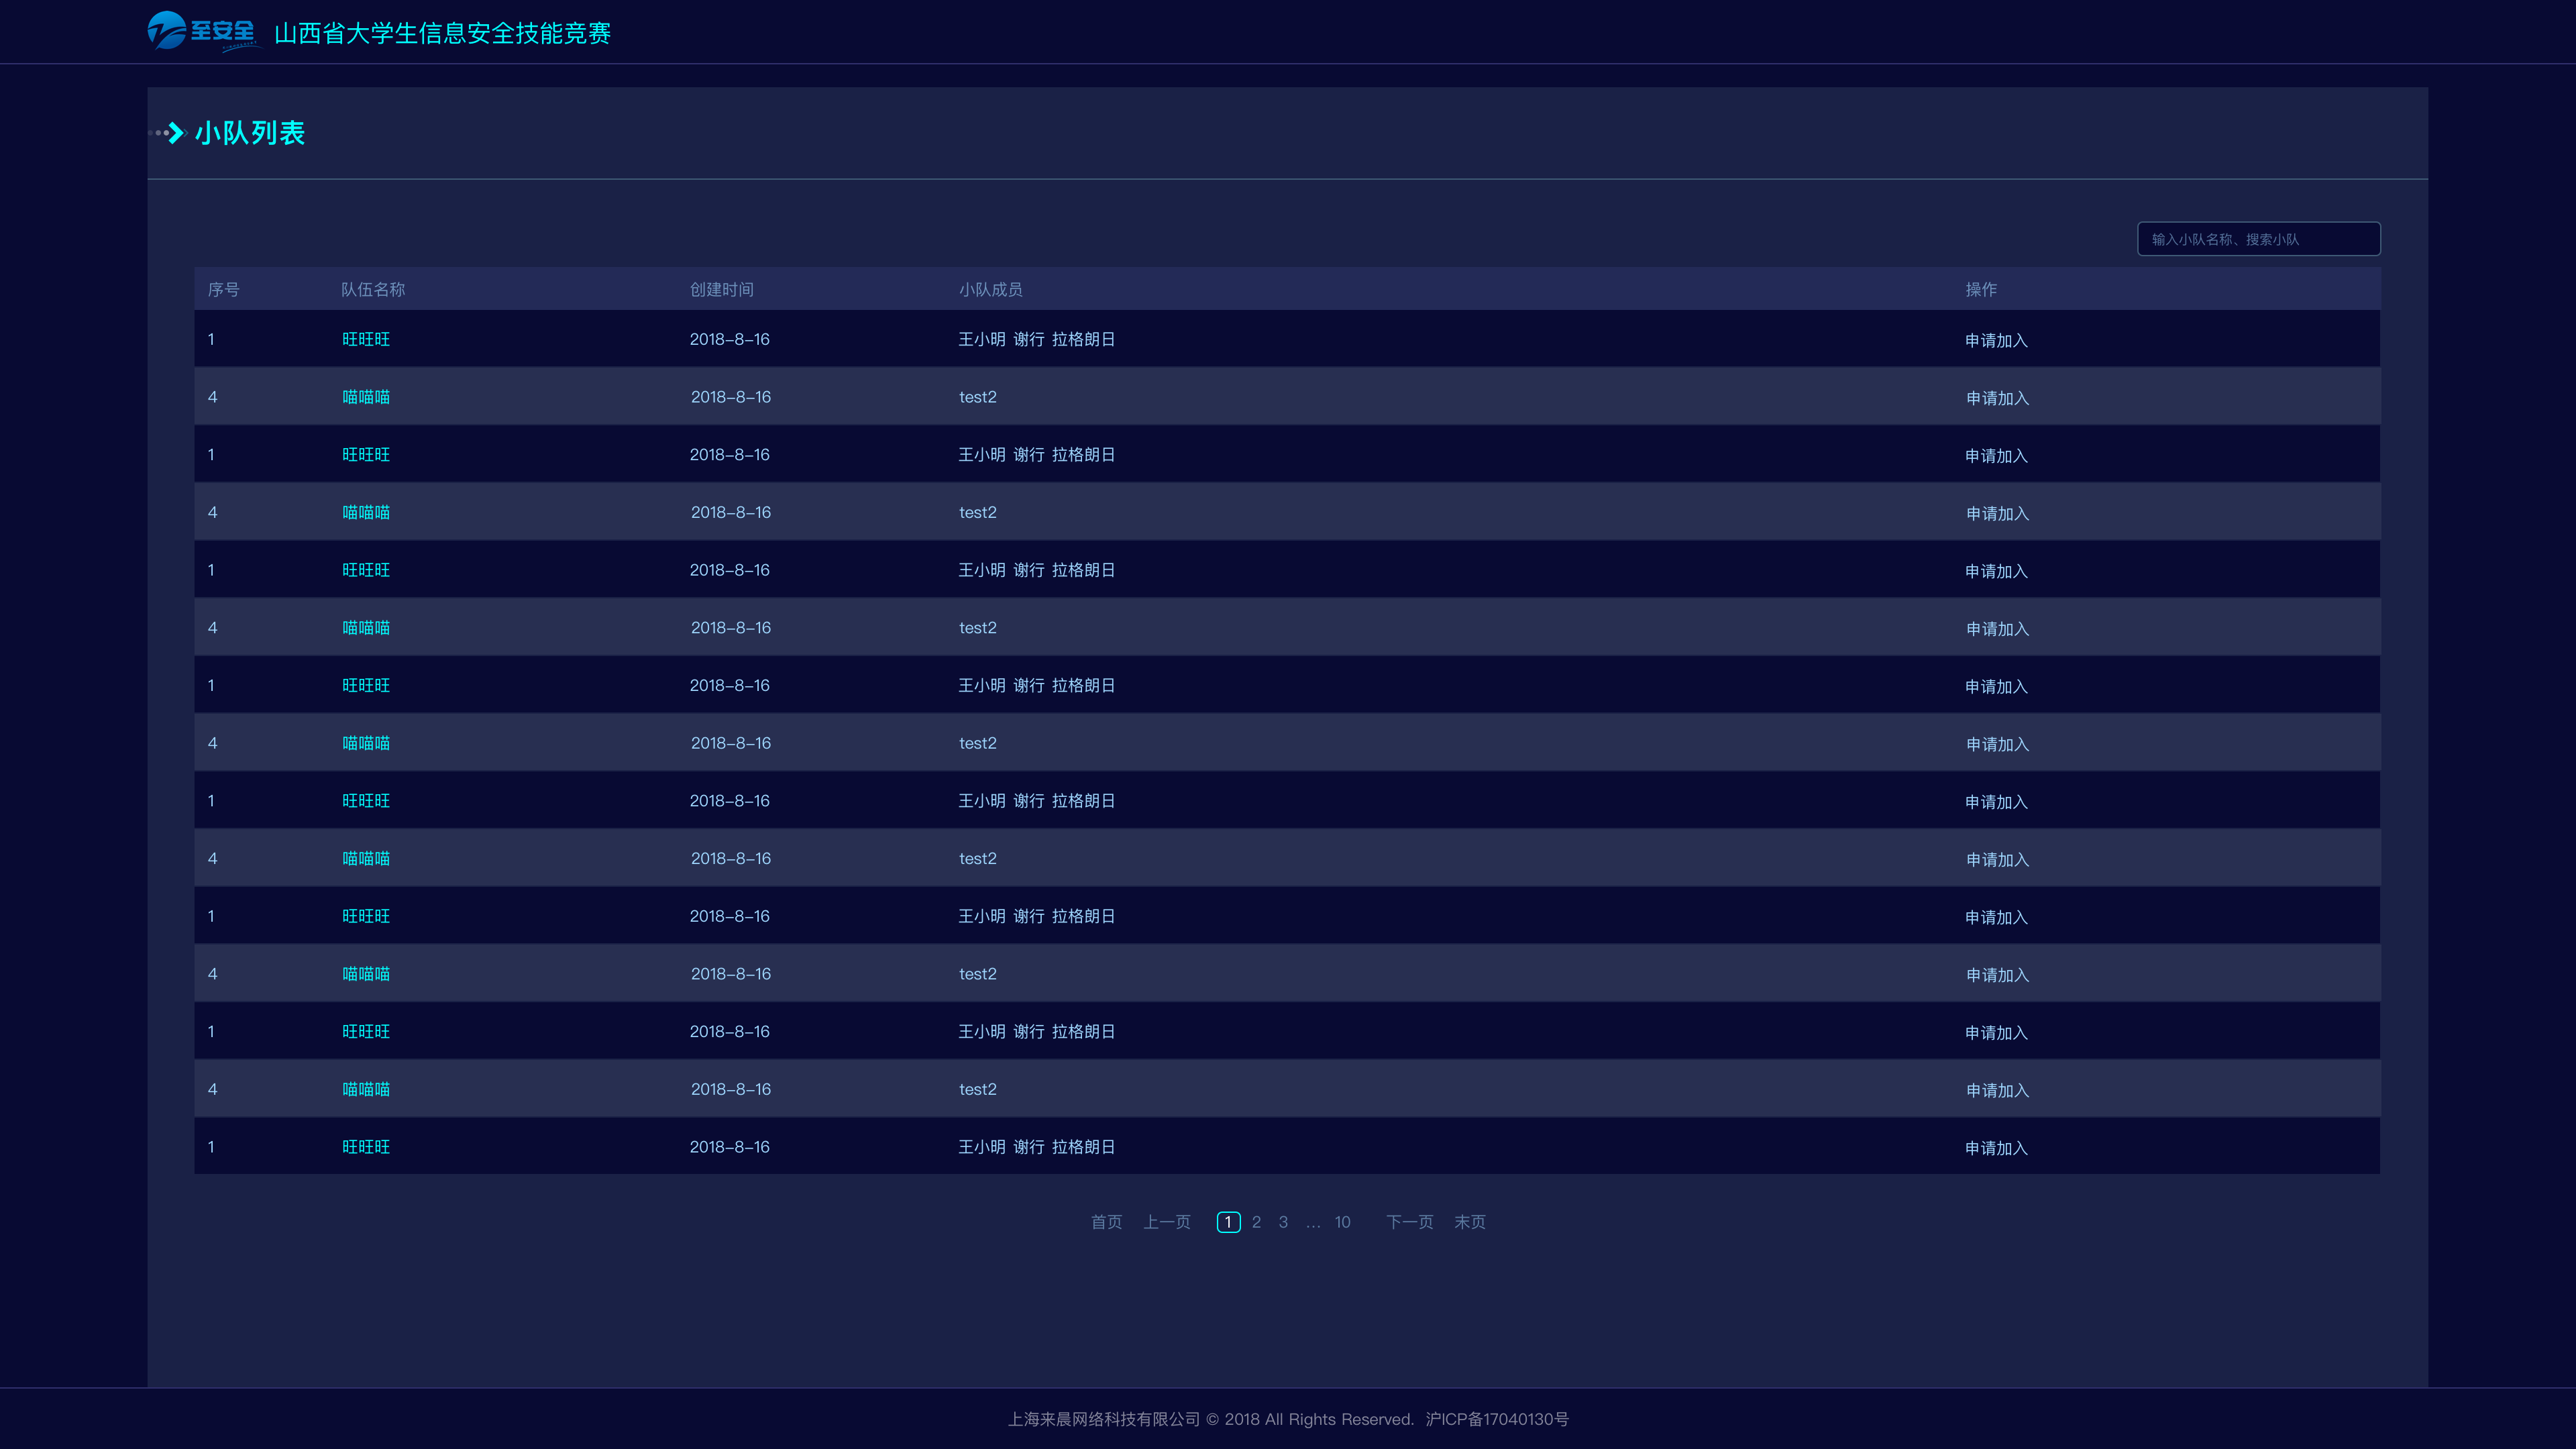 至安全 山西省大学生信息安全技能竞赛
小队列表
输入小队名称、搜索小队
序号 队伍名称 创建时间 小队成员 操作
1 旺旺旺 2018-8-16 王小明 谢行 拉格朗日 申请加入
4 喵喵喵 2018-8-16 test2 申请加入
1 旺旺旺 2018-8-16 王小明 谢行 拉格朗日 申请加入
4 喵喵喵 2018-8-16 test2 申请加入
1 旺旺旺 2018-8-16 王小明 谢行 拉格朗日 申请加入
4 喵喵喵 2018-8-16 test2 申请加入
1 旺旺旺 2018-8-16 王小明 谢行 拉格朗日 申请加入
4 喵喵喵 2018-8-16 test2 申请加入
1 旺旺旺 2018-8-16 王小明 谢行 拉格朗日 申请加入
4 喵喵喵 2018-8-16 test2 申请加入
1 旺旺旺 2018-8-16 王小明 谢行 拉格朗日 申请加入
4 喵喵喵 2018-8-16 test2 申请加入
1 旺旺旺 2018-8-16 王小明 谢行 拉格朗日 申请加入
4 喵喵喵 2018-8-16 test2 申请加入
1 旺旺旺 2018-8-16 王小明 谢行 拉格朗日 申请加入
首页 上一页 1 2 3 ... 10 下一页 末页
上海来晨网络科技有限公司 © 2018 All Rights Reserved. 沪ICP备17040130号